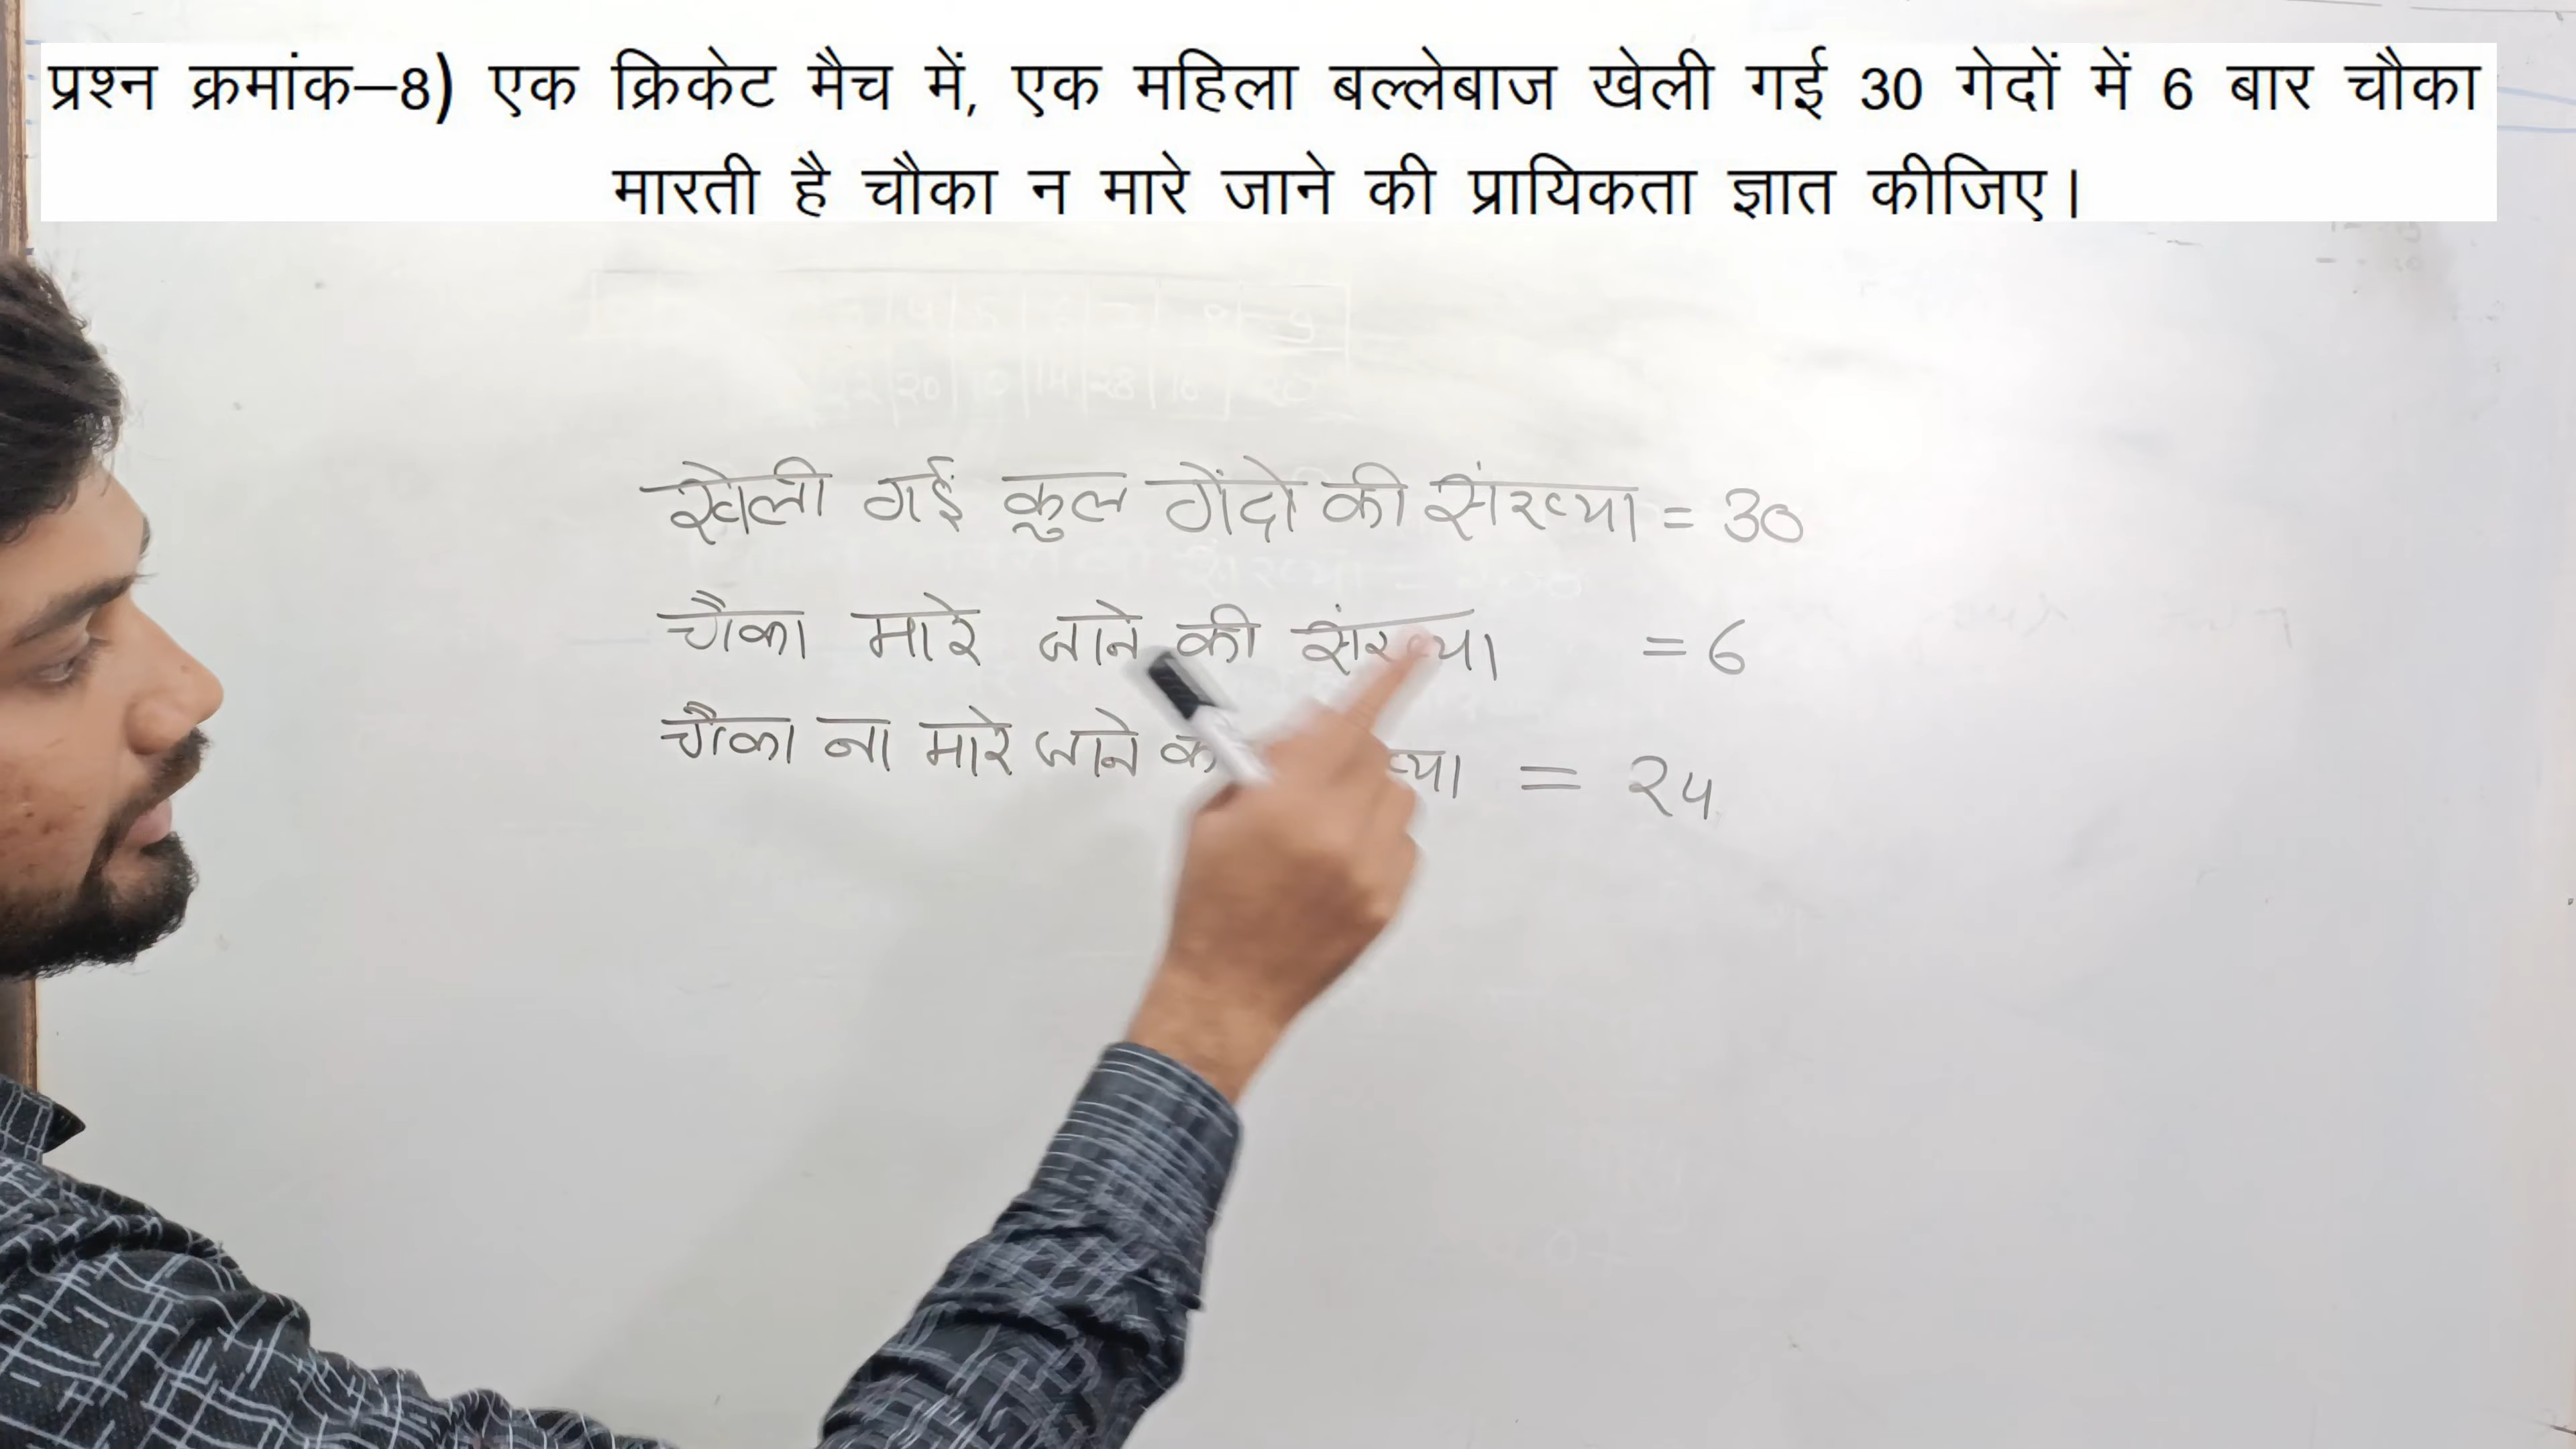 प्रश्न क्रमांक–8) एक क्रिकेट मैच में, एक महिला बल्लेबाज खेली गई 30 गेदों में 6 बार चौका
मारती है चौका न मारे जाने की प्रायिकता ज्ञात कीजिए।
खेली गई कुल गेंदो की संख्या = 30
चौका मारे जाने की संख्या = 6
चौका ना मारे जाने = 24